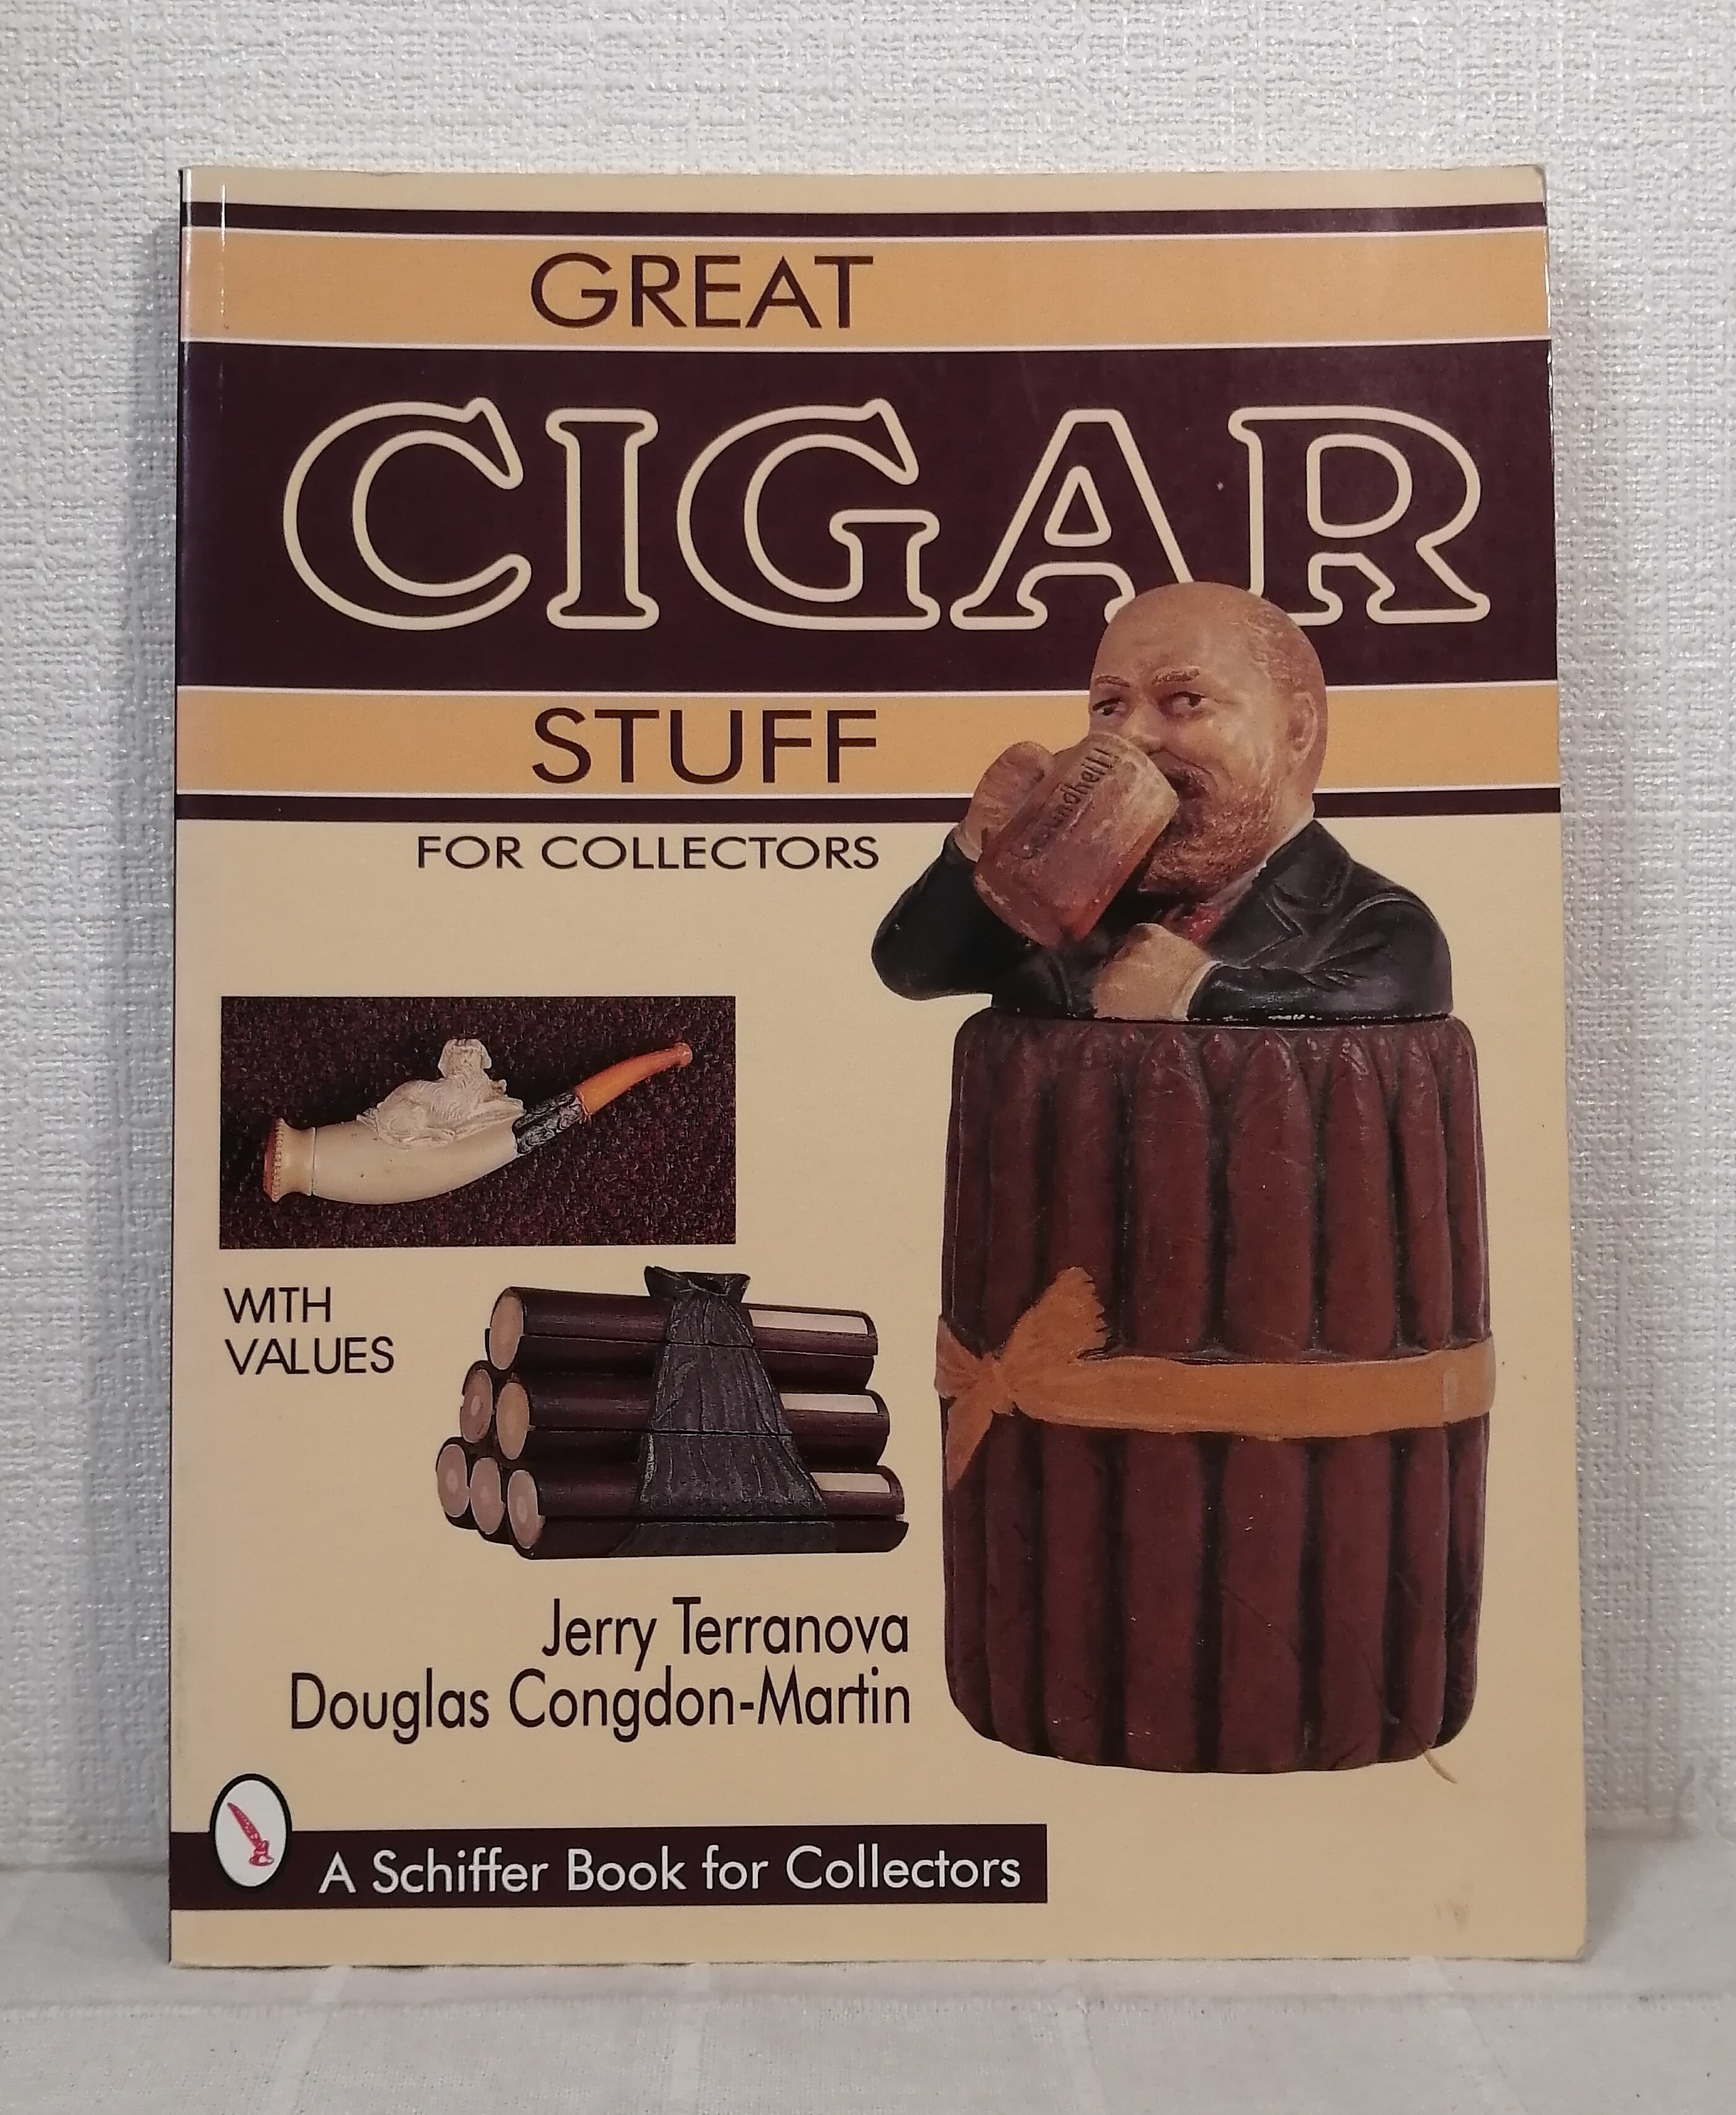 GREAT
CIGAR
STUFF
FOR COLLECTORS
WITH
VALUES
Jerry Terranova
Douglas Congdon-Martin
A Schiffer Book for Collectors